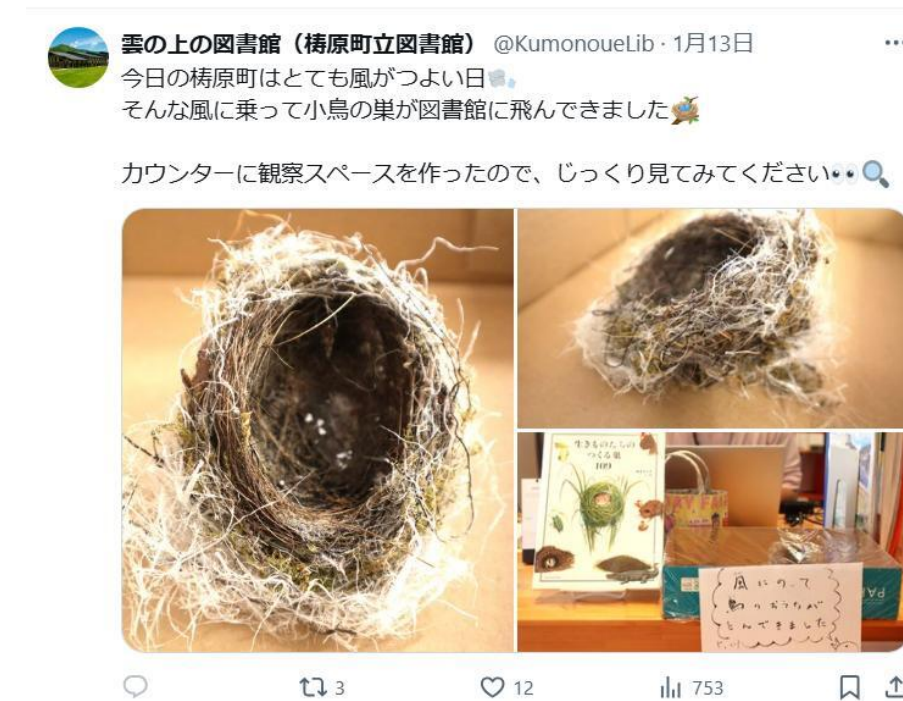 雲の上の図書館（梼原町立図書館） @KumonoueLib · 1月13日
今日の梼原町はとても風がつよい日
そんな風に乗って小鳥の巣が図書館に飛んできました
カウンターに観察スペースを作ったので、じっくり見てみてください
生きものたちの
つくる巣
109
風にのって
鳥のおうちが
とんできました
3
12
753